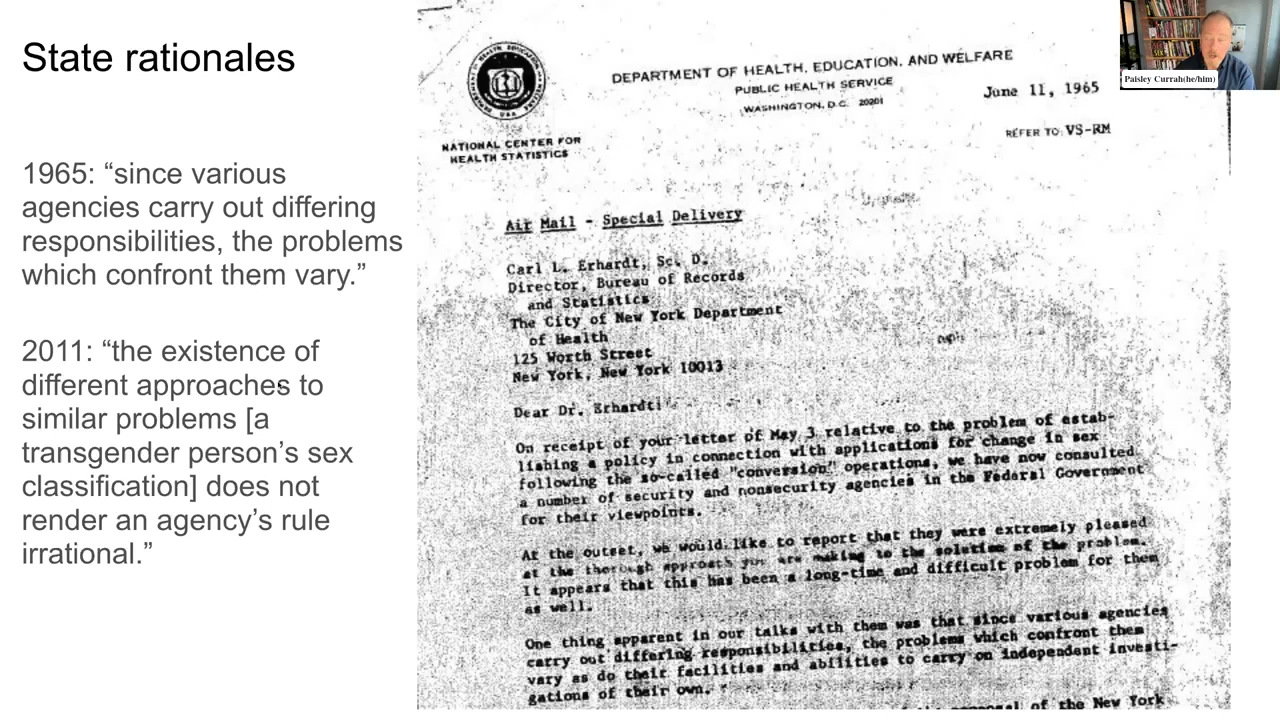 State rationales
1965: “since various
agencies carry out differing
responsibilities, the problems
which confront them vary.”
2011: “the existence of
different approaches to
similar problems [a
transgender person’s sex
classification] does not
render an agency’s rule
irrational.”
DEPARTMENT OF HEALTH, EDUCATION, AND WELFARE
PUBLIC HEALTH SERVICE
WASHINGTON, D.C. 20201
June 11, 1965
REFER TO: VS-RM
NATIONAL CENTER FOR
HEALTH STATISTICS
Air Mail - Special Delivery
Carl L. Erhardt, Sc. D.
Director, Bureau of Records
and Statistics
The City of New York Department
of Health
125 Worth Street
New York, New York 10013
Dear Dr. Erhardt:
On receipt of your letter of May 3 relative to the problem of estab-
lishing a policy in connection with applications for change in sex
following the so-called "conversion" operations, we have now consulted
a number of security and nonsecurity agencies in the Federal Government
for their viewpoints.
At the outset, we would like to report that they were extremely pleased
at the thorough approach you are making to the solution of the problem.
It appears that this has been a long-time and difficult problem for them
as well.
One thing apparent in our talks with them was that since various agencies
carry out differing responsibilities, the problems which confront them
vary as do their facilities and abilities to carry on independent investi-
gations of their own.
of the New York
Paisley Currah(he/him)